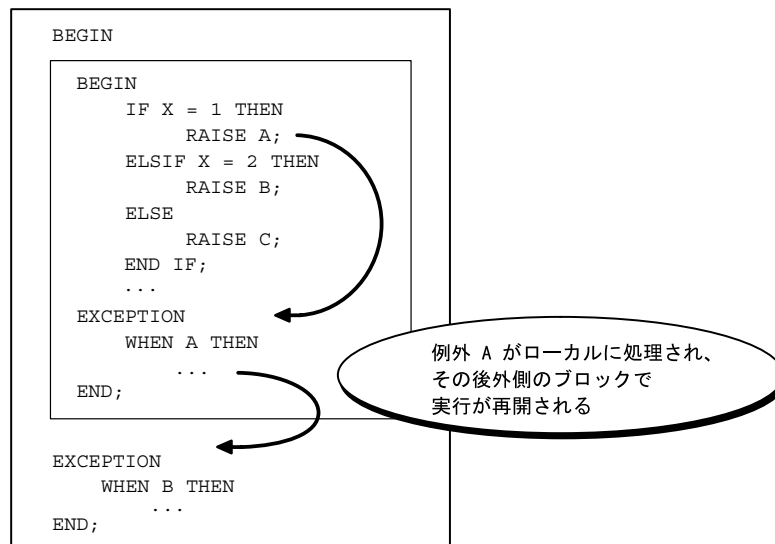 BEGIN
BEGIN
IF X = 1 THEN
RAISE A;
ELSIF X = 2 THEN
RAISE B;
ELSE
RAISE C;
END IF;
...
EXCEPTION
WHEN A THEN
...
END;
例外 A がローカルに処理され、
その後外側のブロックで
実行が再開される
EXCEPTION
WHEN B THEN
...
END;